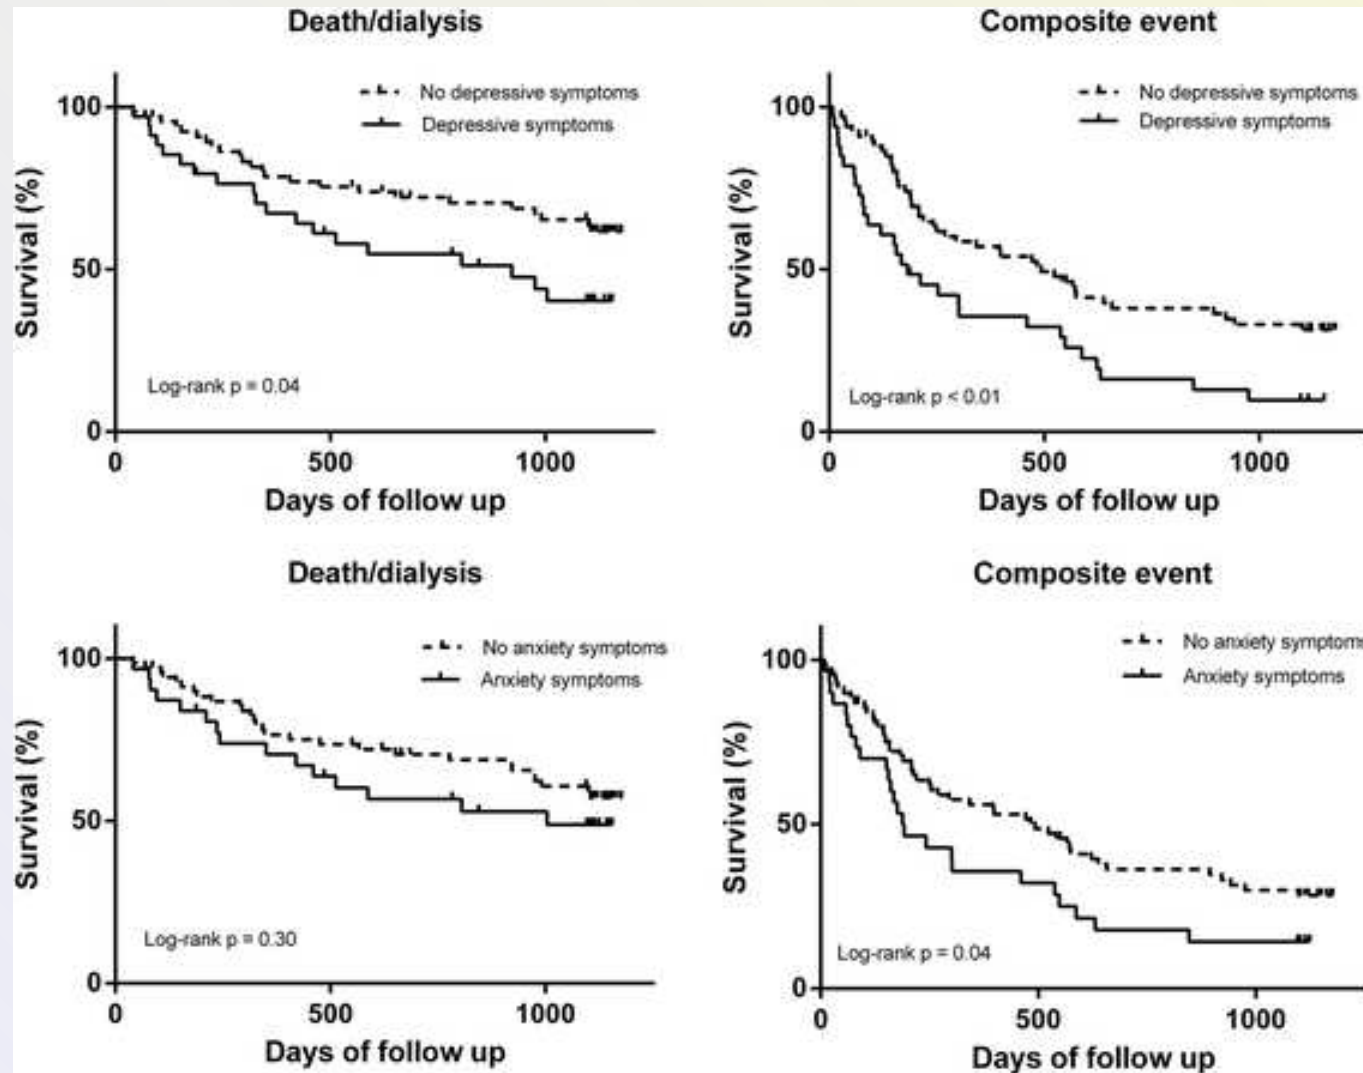 Death/dialysis
No depressive symptoms
Depressive symptoms
100
50
0
Survival (%)
Log-rank p = 0.04
0 500 1000
Days of follow up
Composite event
No depressive symptoms
Depressive symptoms
100
50
0
Survival (%)
Log-rank p < 0.01
0 500 1000
Days of follow up
Death/dialysis
No anxiety symptoms
Anxiety symptoms
100
50
0
Survival (%)
Log-rank p = 0.30
0 500 1000
Days of follow up
Composite event
No anxiety symptoms
Anxiety symptoms
100
50
0
Survival (%)
Log-rank p = 0.04
0 500 1000
Days of follow up